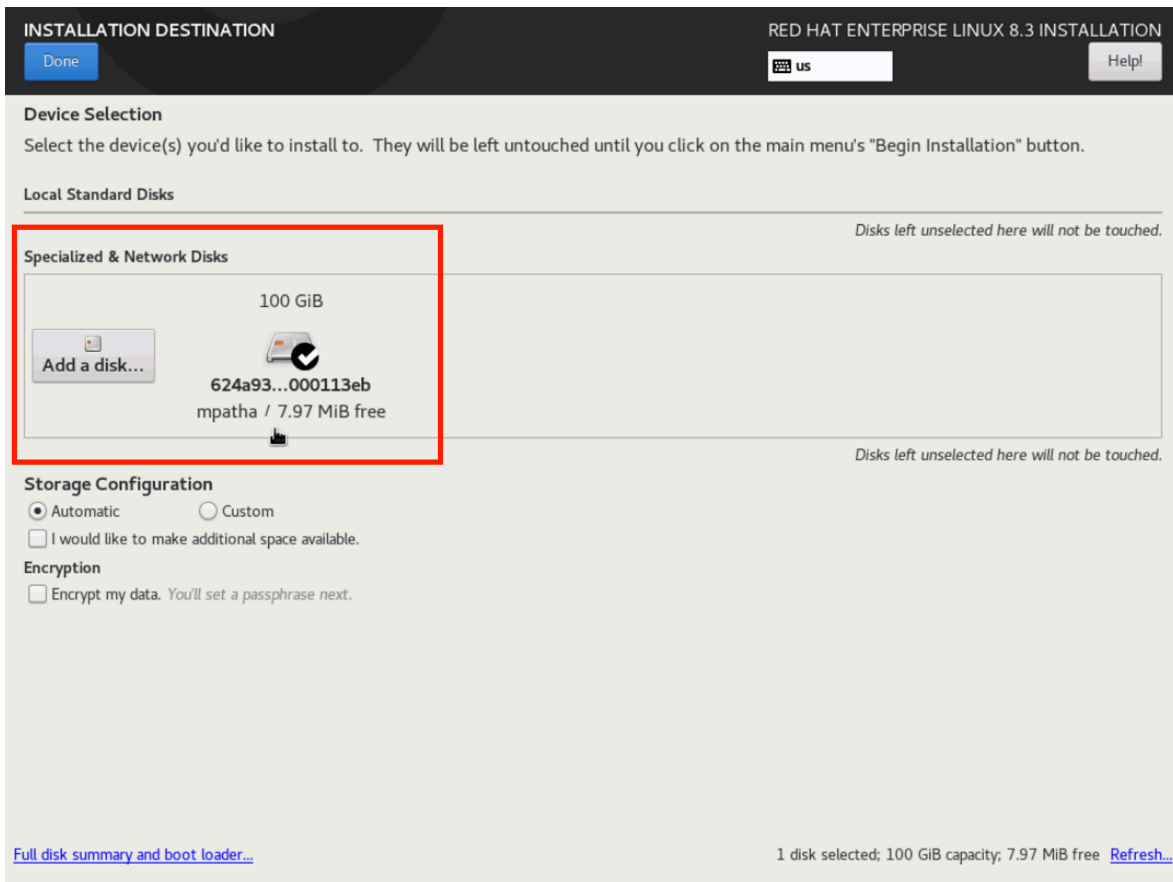 INSTALLATION DESTINATION
RED HAT ENTERPRISE LINUX 8.3 INSTALLATION
Done
us
Help!
Device Selection
Select the device(s) you'd like to install to. They will be left untouched until you click on the main menu's "Begin Installation" button.
Local Standard Disks
Disks left unselected here will not be touched.
Specialized & Network Disks
100 GiB
Add a disk...
624a93...000113eb
mpatha / 7.97 MiB free
Disks left unselected here will not be touched.
Storage Configuration
Automatic Custom
I would like to make additional space available.
Encryption
Encrypt my data. You'll set a passphrase next.
Full disk summary and boot loader...
1 disk selected; 100 GiB capacity; 7.97 MiB free Refresh...